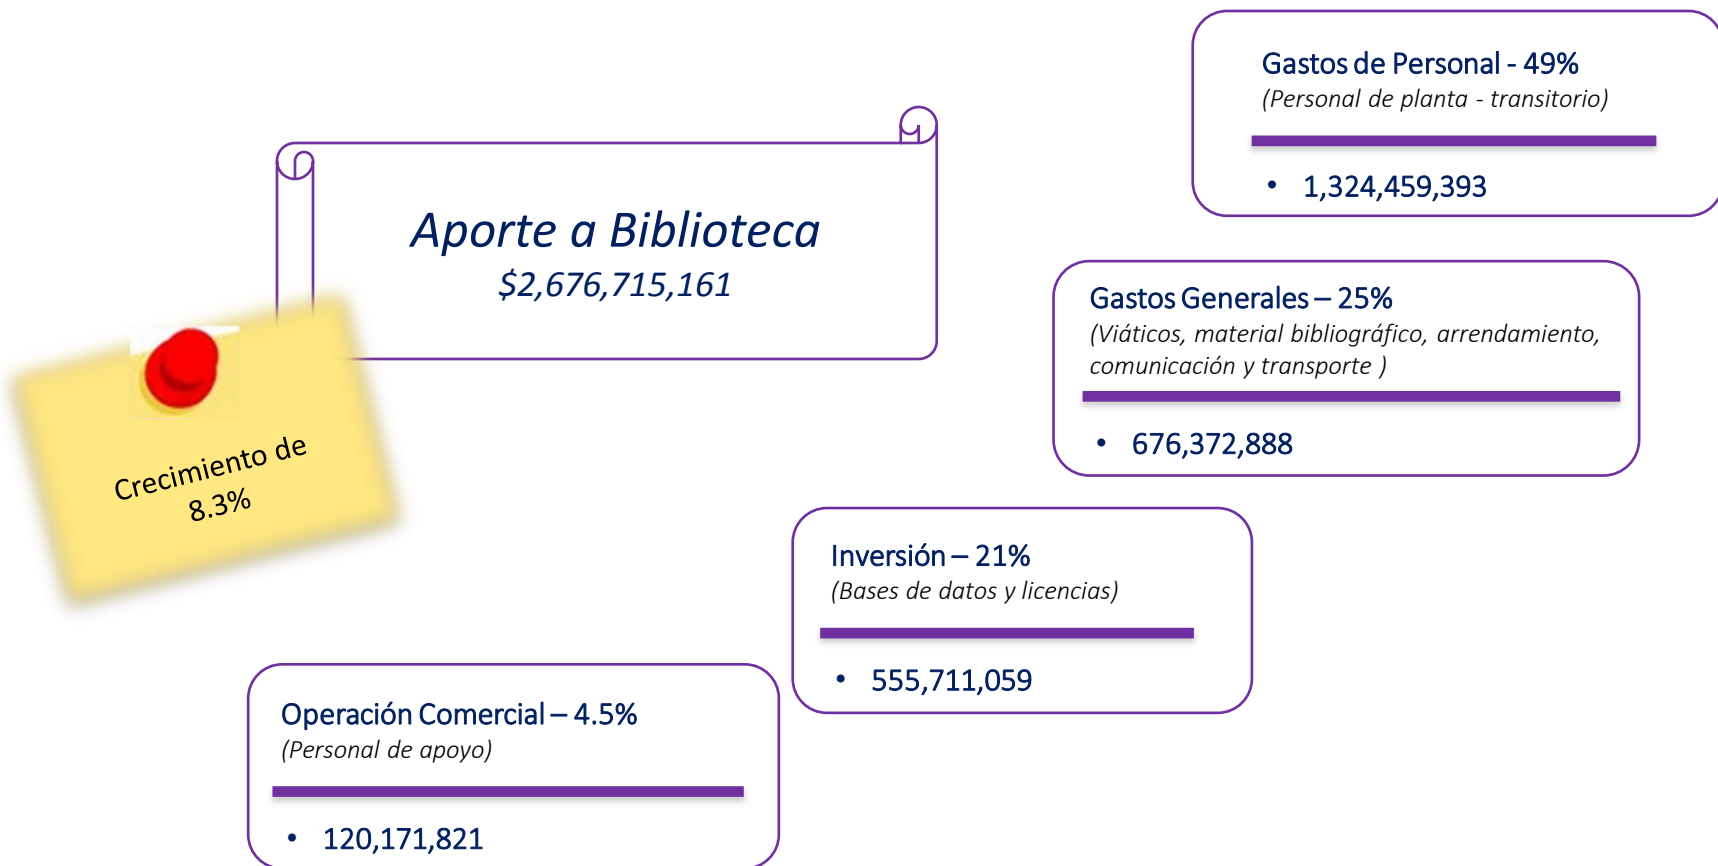 Gastos de Personal - 49%
(Personal de planta - transitorio)
• 1,324,459,393
Aporte a Biblioteca
$2,676,715,161
Gastos Generales – 25%
(Viáticos, material bibliográfico, arrendamiento,
comunicación y transporte )
• 676,372,888
Crecimiento de
8.3%
Inversión – 21%
(Bases de datos y licencias)
• 555,711,059
Operación Comercial – 4.5%
(Personal de apoyo)
• 120,171,821